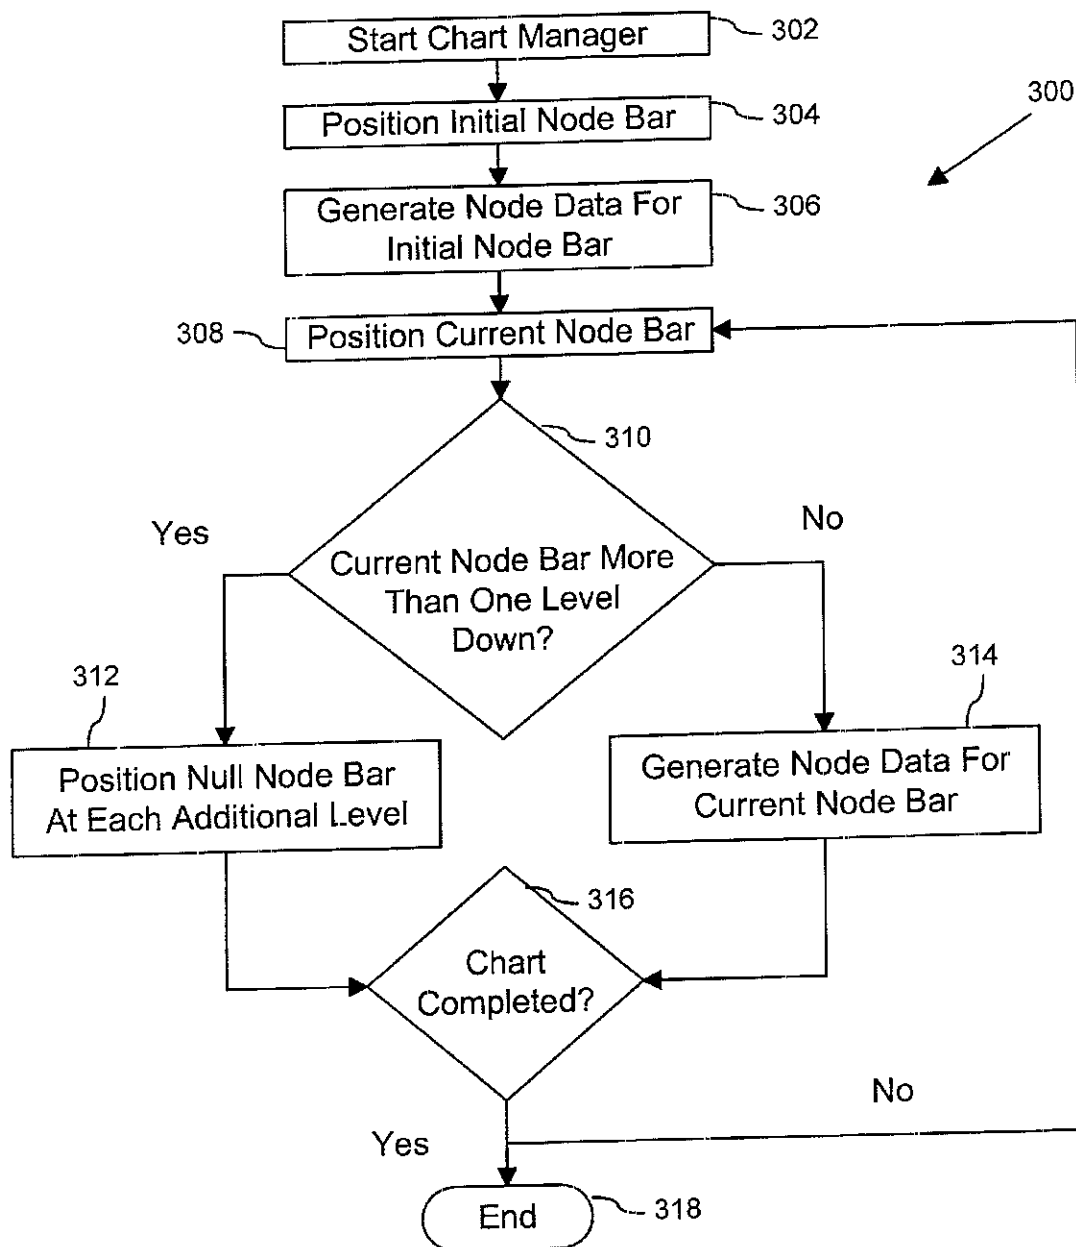 Start Chart Manager
302
Position Initial Node Bar
304
300
Generate Node Data For
Initial Node Bar
306
308
Position Current Node Bar
310
Yes
No
Current Node Bar More
Than One Level
Down?
312
314
Position Null Node Bar
At Each Additional Level
Generate Node Data For
Current Node Bar
316
Chart
Completed?
No
Yes
End
318